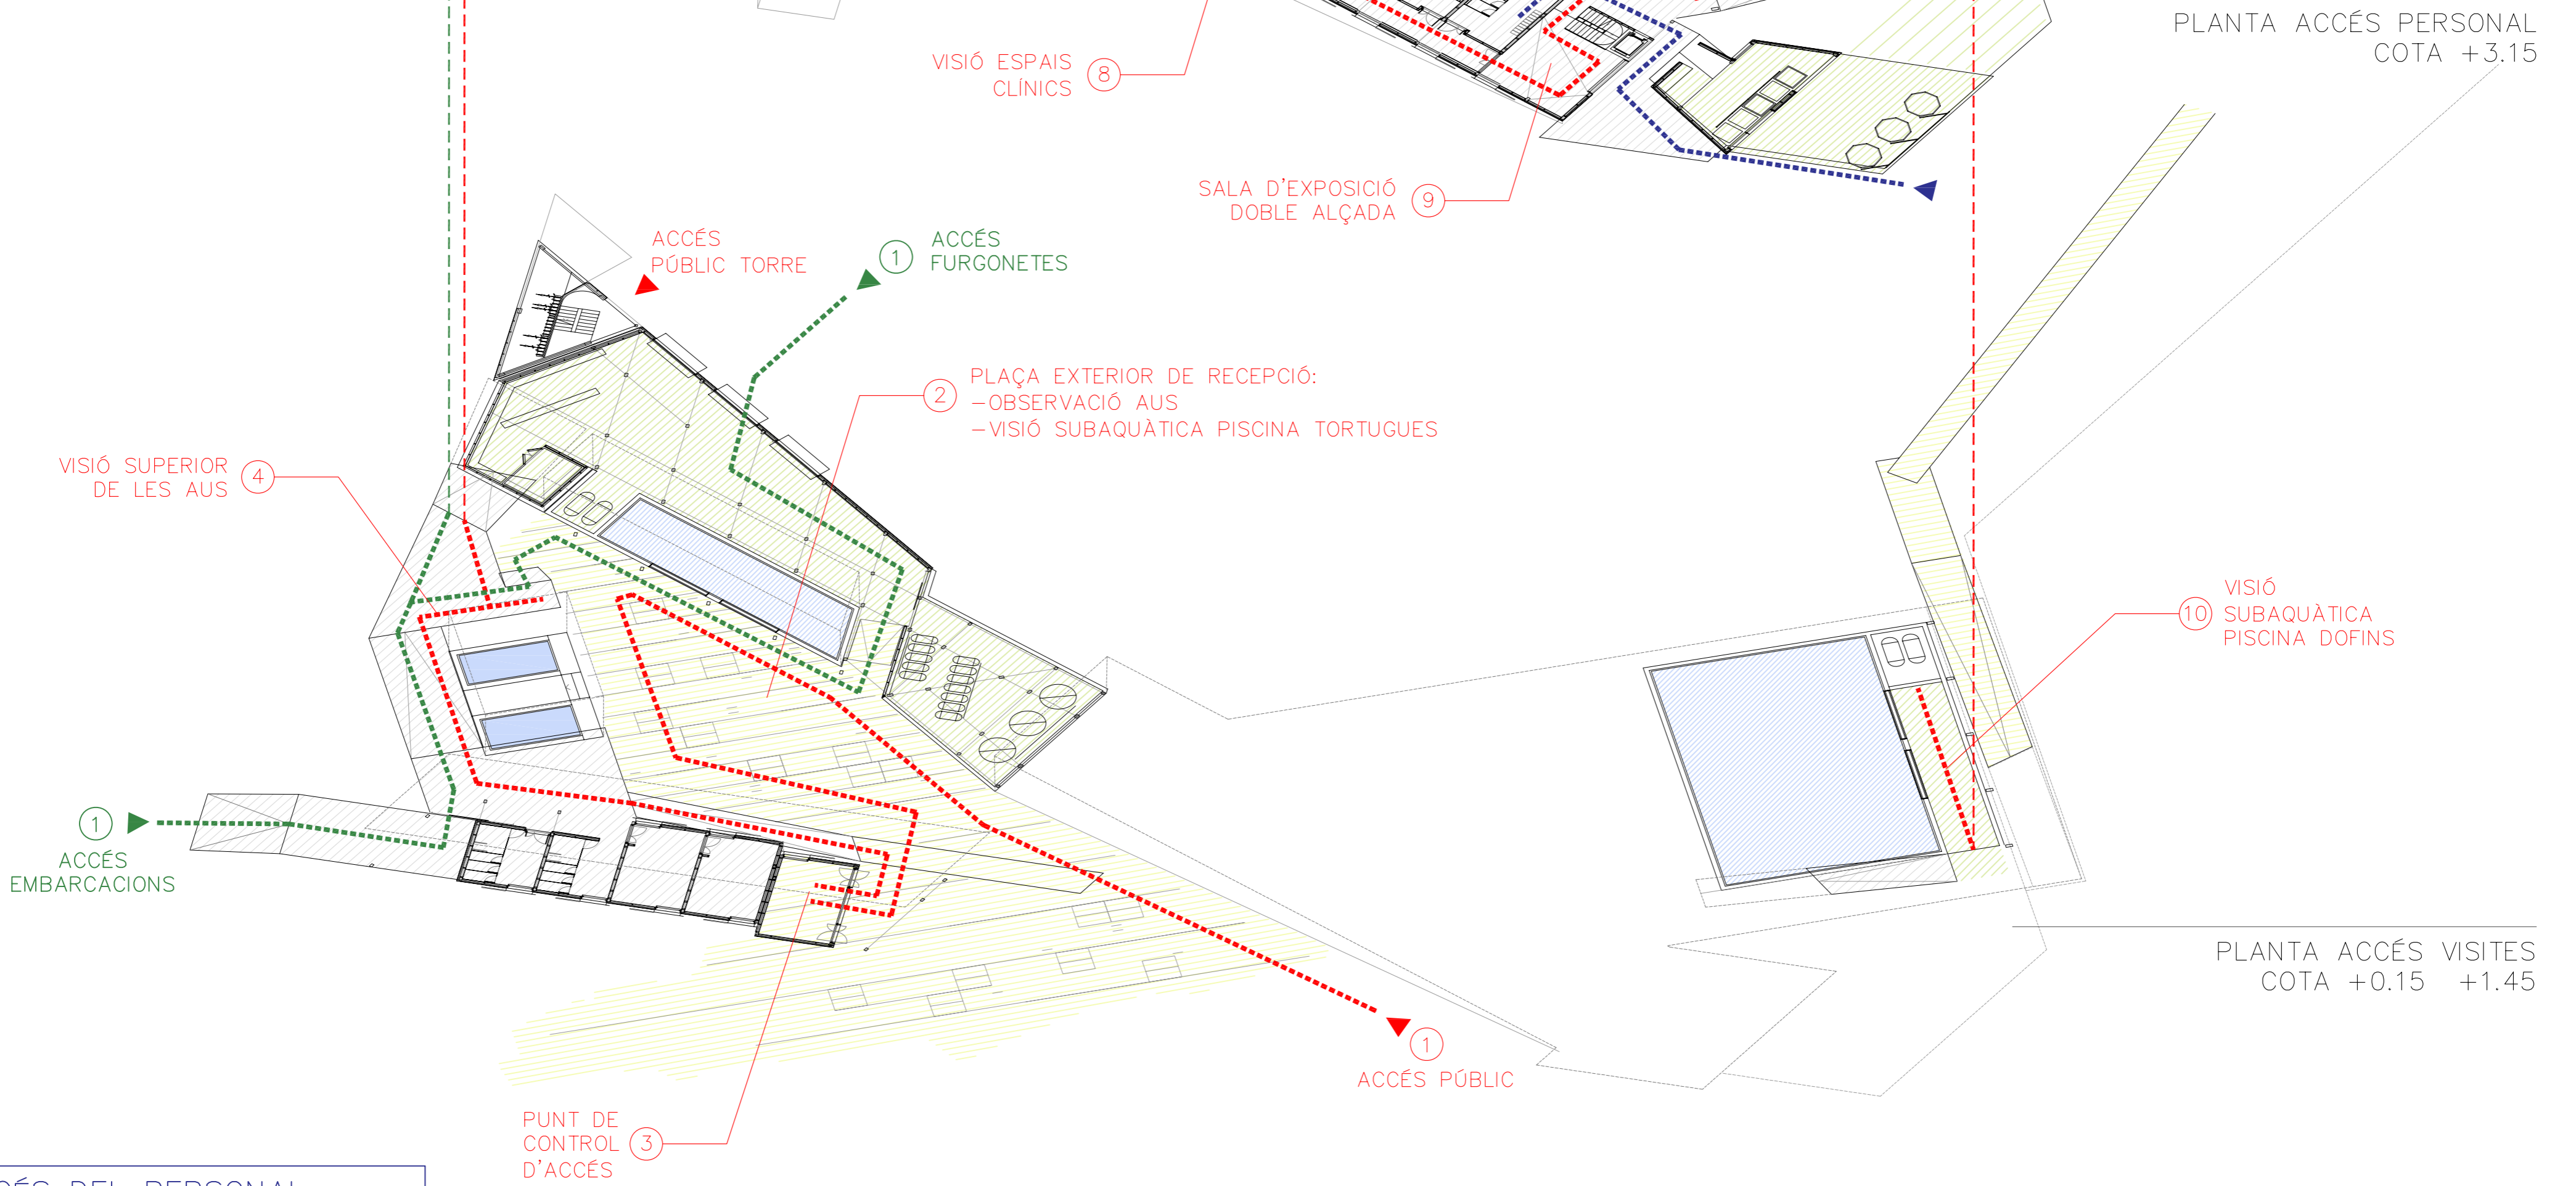 PLANTA ACCÉS PERSONAL
COTA +3.15
VISIÓ ESPAIS
CLÍNICS
8
SALA D'EXPOSICIÓ
DOBLE ALÇADA
9
ACCÉS
PÚBLIC TORRE
1
ACCÉS
FURGONETES
2
PLAÇA EXTERIOR DE RECEPCIÓ:
-OBSERVACIÓ AUS
-VISIÓ SUBAQUÀTICA PISCINA TORTUGUES
VISIÓ SUPERIOR
DE LES AUS
4
10
VISIÓ
SUBAQUÀTICA
PISCINA DOFINS
1
ACCÉS
EMBARCACIONS
PLANTA ACCÉS VISITES
COTA +0.15 +1.45
1
ACCÉS PÚBLIC
PUNT DE
CONTROL
D'ACCÉS
3
DEL PERSONAL